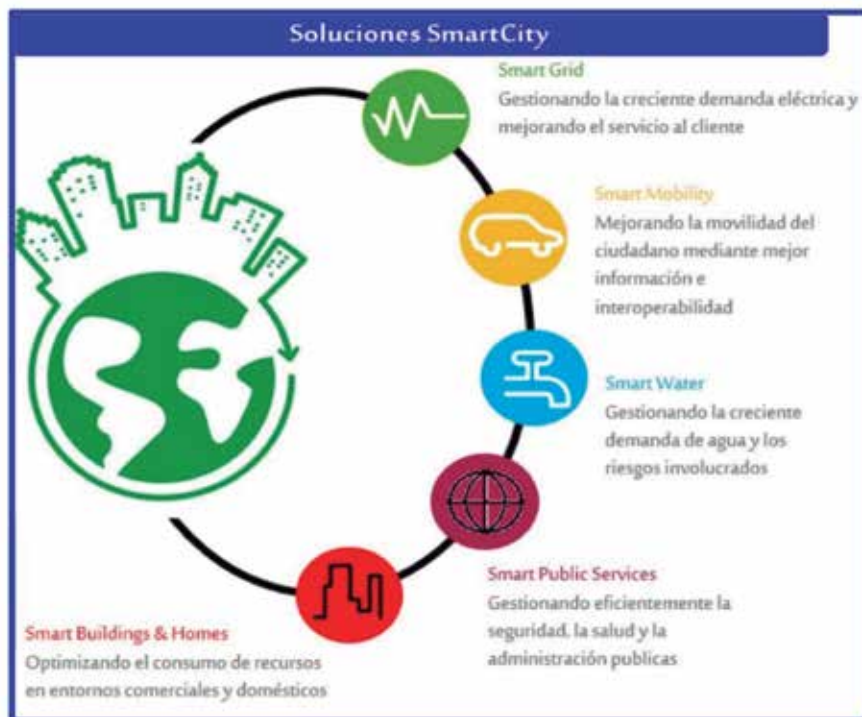 Soluciones SmartCity
Smart Grid
Gestionando la creciente demanda eléctrica y
mejorando el servicio al cliente
Smart Mobility
Mejorando la movilidad del
ciudadano mediante mejor
información e
interoperabilidad
Smart Water
Gestionando la creciente
demanda de agua y los
riesgos involucrados
Smart Public Services
Gestionando eficientemente la
seguridad, la salud y la
administración publicas
Smart Buildings & Homes
Optimizando el consumo de recursos
en entornos comerciales y domésticos